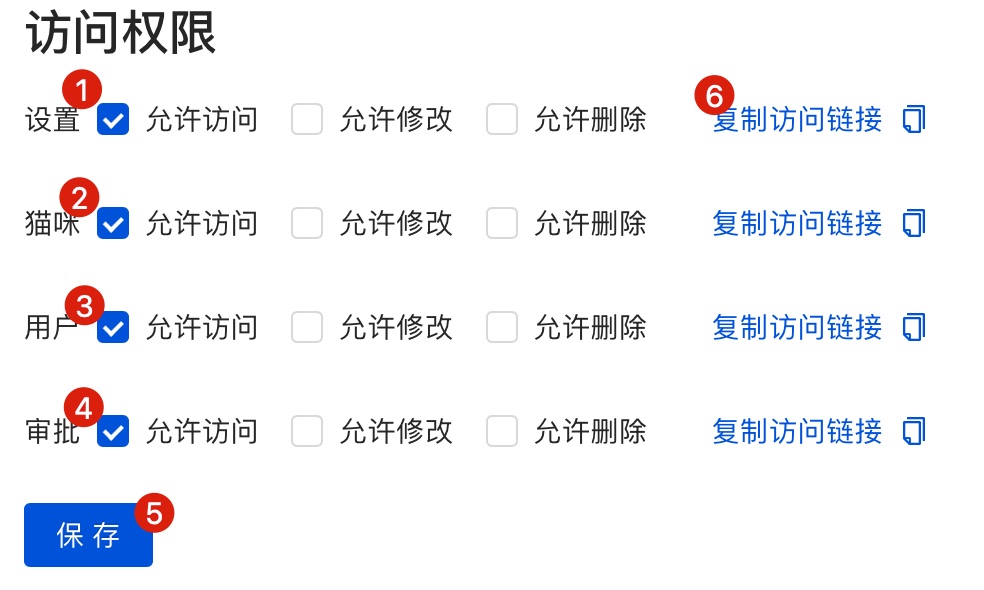 访问权限
1 6
设置 允许访问 允许修改 允许删除 复制访问链接
2
猫咪 允许访问 允许修改 允许删除 复制访问链接
3
用户 允许访问 允许修改 允许删除 复制访问链接
4
审批 允许访问 允许修改 允许删除 复制访问链接
5
保存